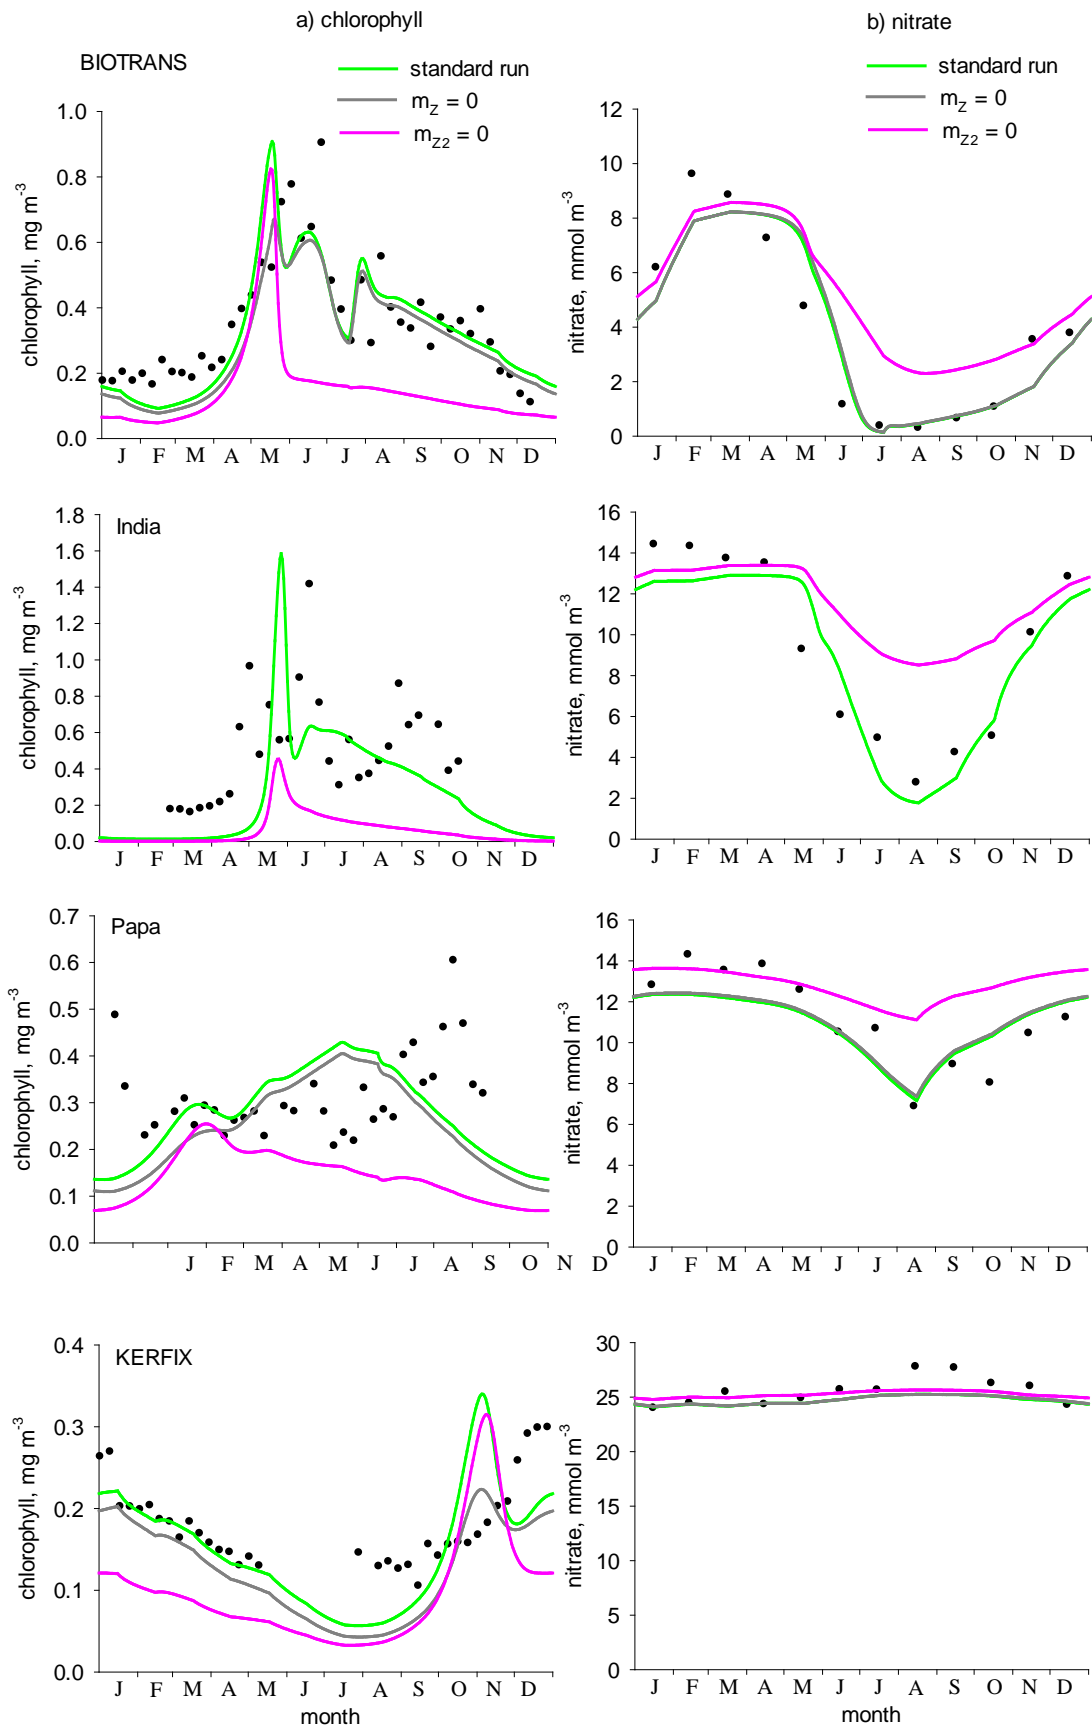 a) chlorophyll
b) nitrate
BIOTRANS
standard run
m_Z = 0
m_Z2 = 0
standard run
m_Z = 0
m_Z2 = 0
chlorophyll, mg m⁻³
1.0
0.8
0.6
0.4
0.2
0.0
J F M A M J J A S O N D
nitrate, mmol m⁻³
12
10
8
6
4
2
0
J F M A M J J A S O N D
India
chlorophyll, mg m⁻³
1.8
1.6
1.4
1.2
1.0
0.8
0.6
0.4
0.2
0.0
J F M A M J J A S O N D
nitrate, mmol m⁻³
16
14
12
10
8
6
4
2
0
J F M A M J J A S O N D
Papa
chlorophyll, mg m⁻³
0.7
0.6
0.5
0.4
0.3
0.2
0.1
0.0
J F M A M J J A S O N D
nitrate, mmol m⁻³
16
14
12
10
8
6
4
2
0
J F M A M J J A S O N D
KERFIX
chlorophyll, mg m⁻³
0.4
0.3
0.2
0.1
0.0
J F M A M J J A S O N D
month
nitrate, mmol m⁻³
30
25
20
15
10
5
0
J F M A M J J A S O N D
month